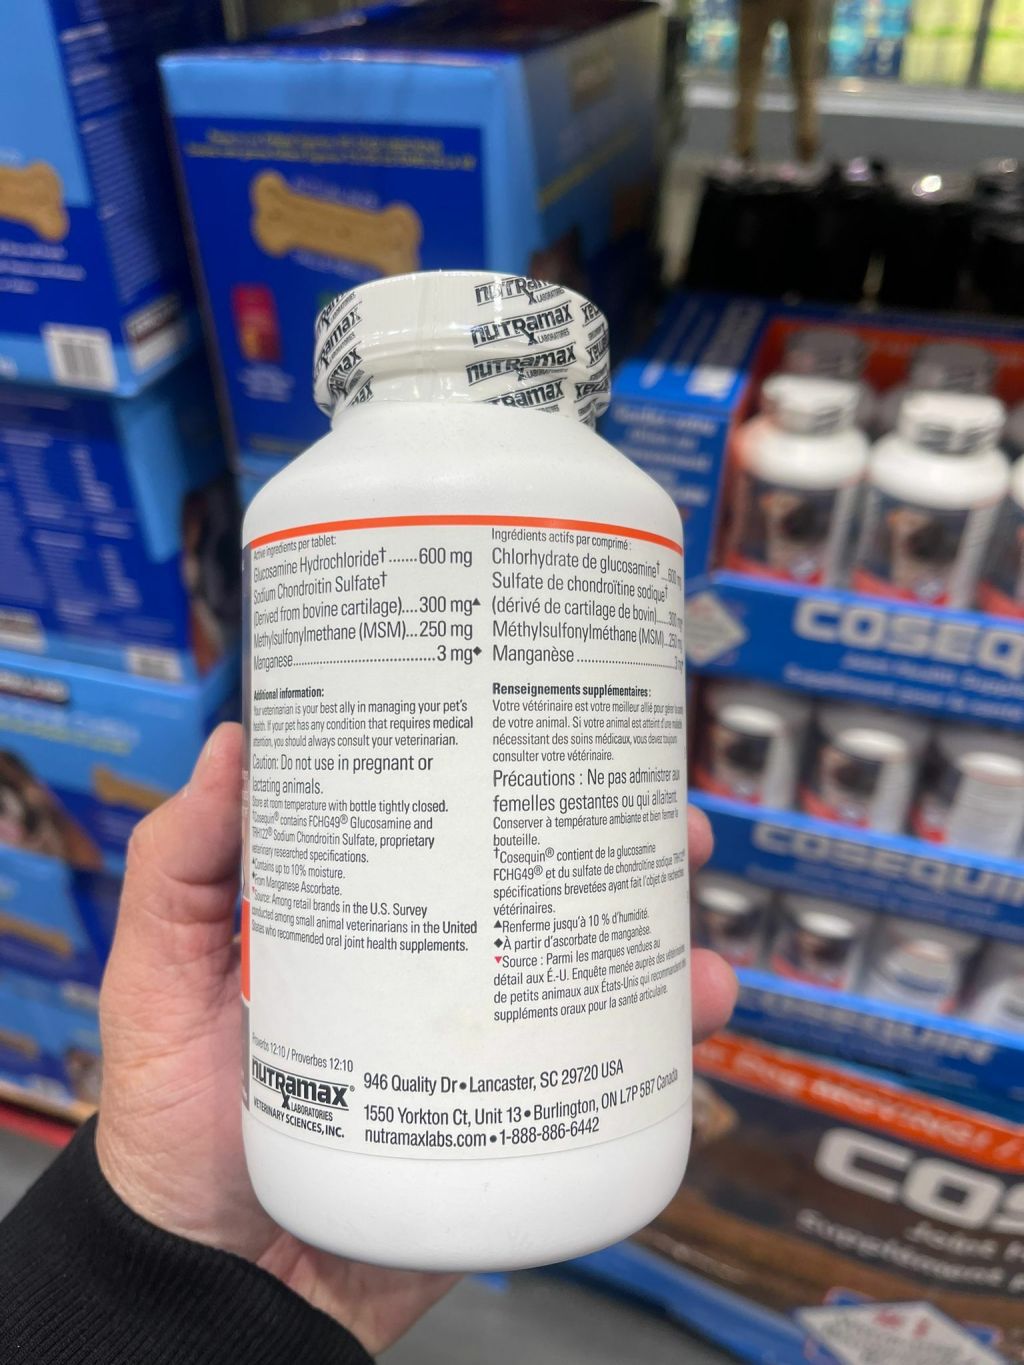 nutramax
LABORATORIES
nutramax
LABORATORIES
nutramax
Active ingredients per tablet:
Glucosamine Hydrochloride†.......600 mg
Sodium Chondroitin Sulfate†
(Derived from bovine cartilage)....300 mg▲
Methylsulfonylmethane (MSM)...250 mg
Manganese....................................3 mg◆
Additional information:
Your veterinarian is your best ally in managing your pet's
health. If your pet has any condition that requires medical
attention, you should always consult your veterinarian.
Caution: Do not use in pregnant or
lactating animals.
Store at room temperature with bottle tightly closed.
†Cosequin® contains FCHG49® Glucosamine and
TRH122® Sodium Chondroitin Sulfate, proprietary
veterinary researched specifications.
▲Contains up to 10% moisture.
◆From Manganese Ascorbate.
▼Source: Among retail brands in the U.S. Survey
conducted among small animal veterinarians in the United
States who recommended oral joint health supplements.
Ingrédients actifs par comprimé :
Chlorhydrate de glucosamine†...600 mg
Sulfate de chondroïtine sodique†
(dérivé de cartilage de bovin).....300 mg
Méthylsulfonylméthane (MSM)..250 mg
Manganèse ..........................3 mg
Renseignements supplémentaires :
Votre vétérinaire est votre meilleur allié pour gérer la santé
de votre animal. Si votre animal est atteint d'une maladie
nécessitant des soins médicaux, vous devez toujours
consulter votre vétérinaire.
Précautions : Ne pas administrer aux
femelles gestantes ou qui allaitent.
Conserver à température ambiante et bien fermer la
bouteille.
†Cosequin® contient de la glucosamine
FCHG49® et du sulfate de chondroïtine sodique TRH122®
spécifications brevetées ayant fait l'objet de recherches
vétérinaires.
▲Renferme jusqu'à 10 % d'humidité.
◆À partir d'ascorbate de manganèse.
▼Source : Parmi les marques vendues au
détail aux É.-U. Enquête menée auprès des vétérinaires
de petits animaux aux États-Unis qui recommandent des
suppléments oraux pour la santé articulaire.
Proverbs 12:10 / Proverbes 12:10
nutramax®
LABORATORIES
VETERINARY SCIENCES, INC.
946 Quality Dr • Lancaster, SC 29720 USA
1550 Yorkton Ct, Unit 13 • Burlington, ON L7P 5B7 Canada
nutramaxlabs.com • 1-888-886-6442
COSEQ
COSEQUIN
COSEQUIN
COS